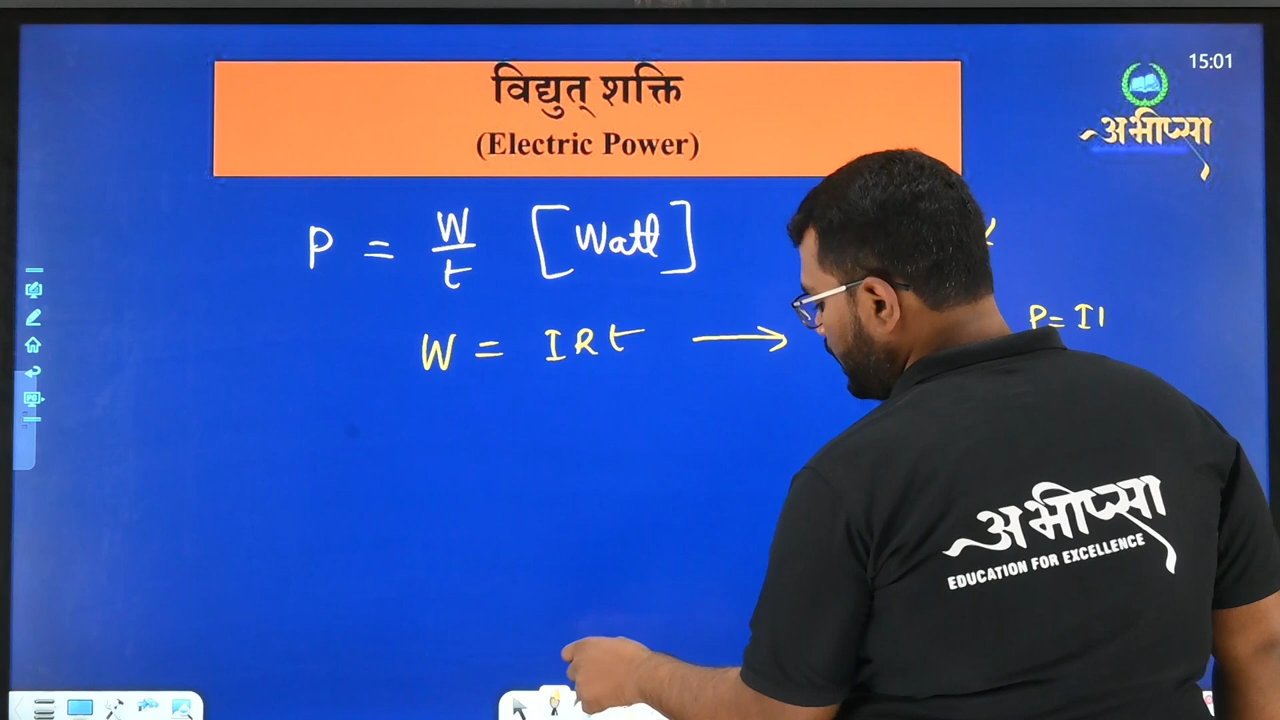 विद्युत् शक्ति
(Electric Power)
15:01
अभीप्सा
P = W/t [Watt]
W = IRt →
P = I
अभीप्सा
EDUCATION FOR EXCELLENCE